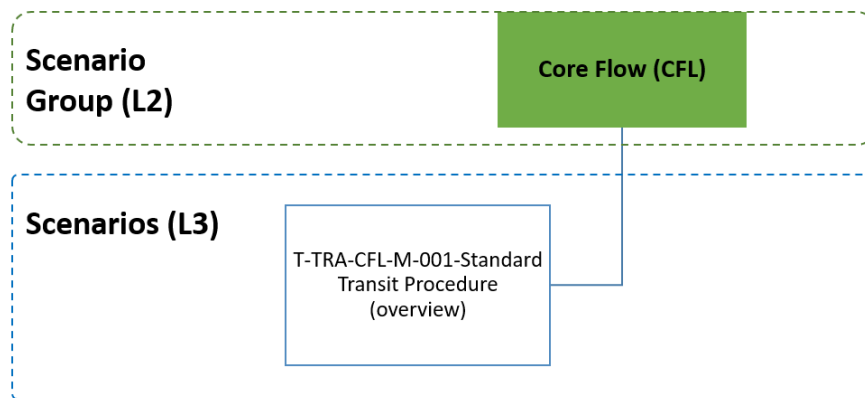 Scenario
Group (L2)
Core Flow (CFL)
Scenarios (L3)
T-TRA-CFL-M-001-Standard
Transit Procedure
(overview)